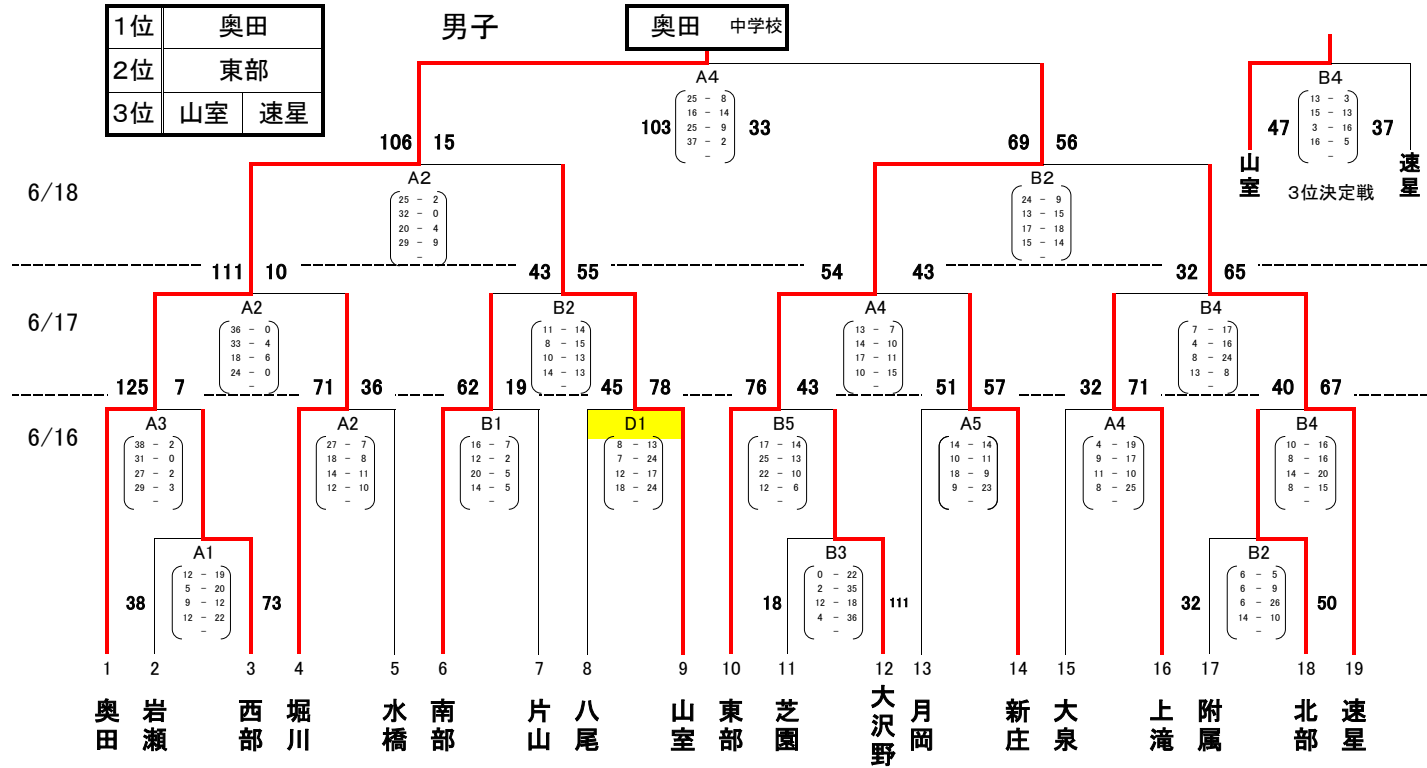 1位 奥田
2位 東部
3位 山室 速星
男子
奥田 中学校
A4
25 - 8
16 - 14
25 - 9
37 - 2
-
103 33
B4
13 - 3
15 - 13
3 - 16
16 - 5
-
47 37
山室
速星
3位決定戦
6/18
106 15
A2
25 - 2
32 - 0
20 - 4
29 - 9
-
69 56
B2
24 - 9
13 - 15
17 - 18
15 - 14
-
6/17
111 10
A2
36 - 0
33 - 4
18 - 6
24 - 0
-
43 55
B2
11 - 14
8 - 15
10 - 13
14 - 13
-
54 43
A4
13 - 7
14 - 10
17 - 11
10 - 15
-
32 65
B4
7 - 17
4 - 16
8 - 24
13 - 8
-
6/16
125 7
A3
38 - 2
31 - 0
27 - 2
29 - 3
-
71 36
A2
27 - 7
18 - 8
14 - 11
12 - 10
-
62 19
B1
16 - 7
12 - 2
20 - 5
14 - 5
-
45 78
D1
8 - 13
7 - 24
12 - 17
18 - 24
-
76 43
B5
17 - 14
25 - 13
22 - 10
12 - 6
-
51 57
A5
14 - 14
10 - 11
18 - 9
9 - 23
-
32 71
A4
4 - 19
9 - 17
11 - 10
8 - 25
-
40 67
B4
10 - 16
8 - 16
14 - 20
8 - 15
-
A1
12 - 19
5 - 20
9 - 12
12 - 22
-
38 73
B3
0 - 22
2 - 35
12 - 18
4 - 36
-
18 111
B2
6 - 5
6 - 9
6 - 26
14 - 10
-
32 50
1 2 3 4 5 6 7 8 9 10 11 12 13 14 15 16 17 18 19
奥田
岩瀬
西部
堀川
水橋
南部
片山
八尾
山室
東部
芝園
大沢野
月岡
新庄
大泉
上滝
附属
北部
速星